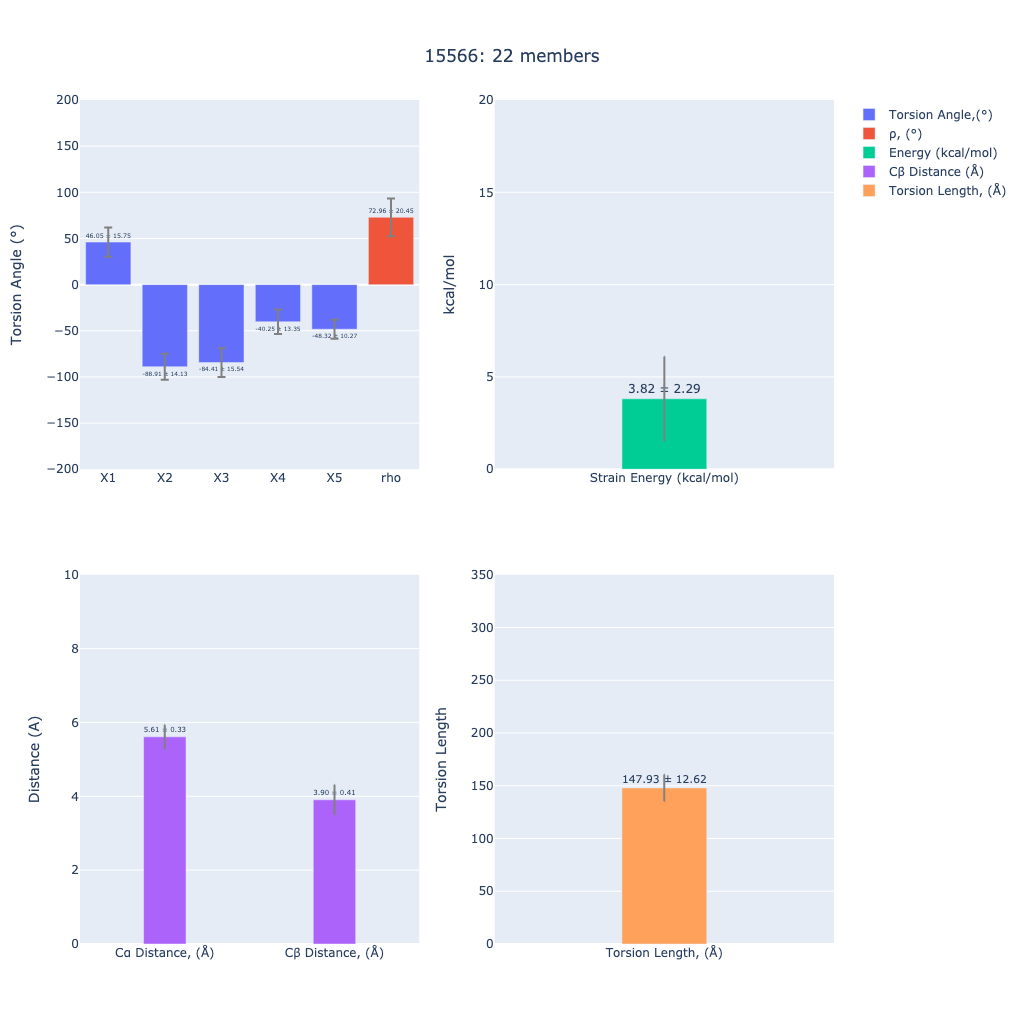 15566: 22 members
200
150
100
50
0
−50
−100
−150
−200
Torsion Angle (°)
46.05 ± 15.75
-88.91 ± 14.13
-84.41 ± 15.54
-40.25 ± 13.35
-48.32 ± 10.27
72.96 ± 20.45
X1 X2 X3 X4 X5 rho
20
15
10
5
0
kcal/mol
3.82 ± 2.29
Strain Energy (kcal/mol)
Torsion Angle,(°)
ρ, (°)
Energy (kcal/mol)
Cβ Distance (Å)
Torsion Length, (Å)
10
8
6
4
2
0
Distance (A)
5.61 ± 0.33
3.90 ± 0.41
Cα Distance, (Å) Cβ Distance, (Å)
350
300
250
200
150
100
50
0
Torsion Length
147.93 ± 12.62
Torsion Length, (Å)